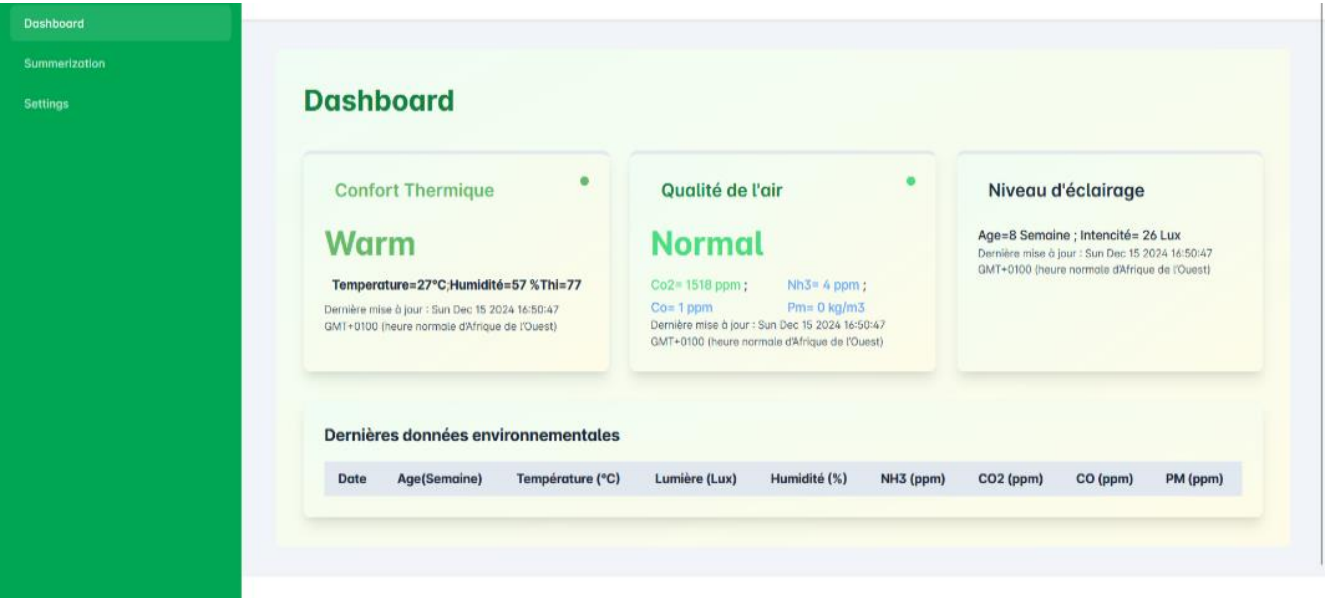 Dashboard
Summerization
Settings
Dashboard
Confort Thermique
Warm
Temperature=27°C;Humidité=57 %Thi=77
Dernière mise à jour : Sun Dec 15 2024 16:50:47
GMT+0100 (heure normale d'Afrique de l'Ouest)
Qualité de l'air
Normal
Co2= 1518 ppm ; Nh3= 4 ppm ;
Co= 1 ppm Pm= 0 kg/m3
Dernière mise à jour : Sun Dec 15 2024 16:50:47
GMT+0100 (heure normale d'Afrique de l'Ouest)
Niveau d'éclairage
Age=8 Semaine ; Intencité= 26 Lux
Dernière mise à jour : Sun Dec 15 2024 16:50:47
GMT+0100 (heure normale d'Afrique de l'Ouest)
Dernières données environnementales
Date Age(Semaine) Température (°C) Lumière (Lux) Humidité (%) NH3 (ppm) CO2 (ppm) CO (ppm) PM (ppm)